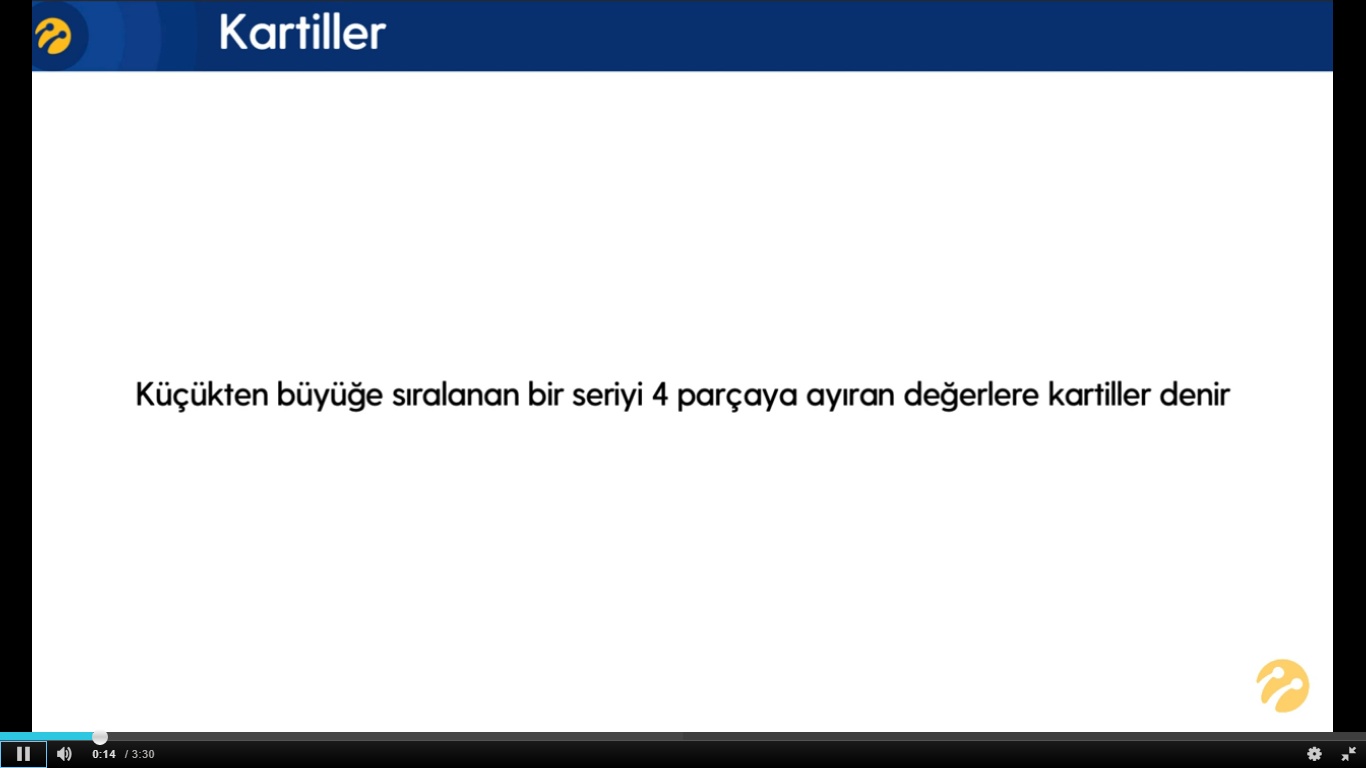 Kartiller
Küçükten büyüğe sıralanan bir seriyi 4 parçaya ayıran değerlere kartiller denir
0:14 / 3:30